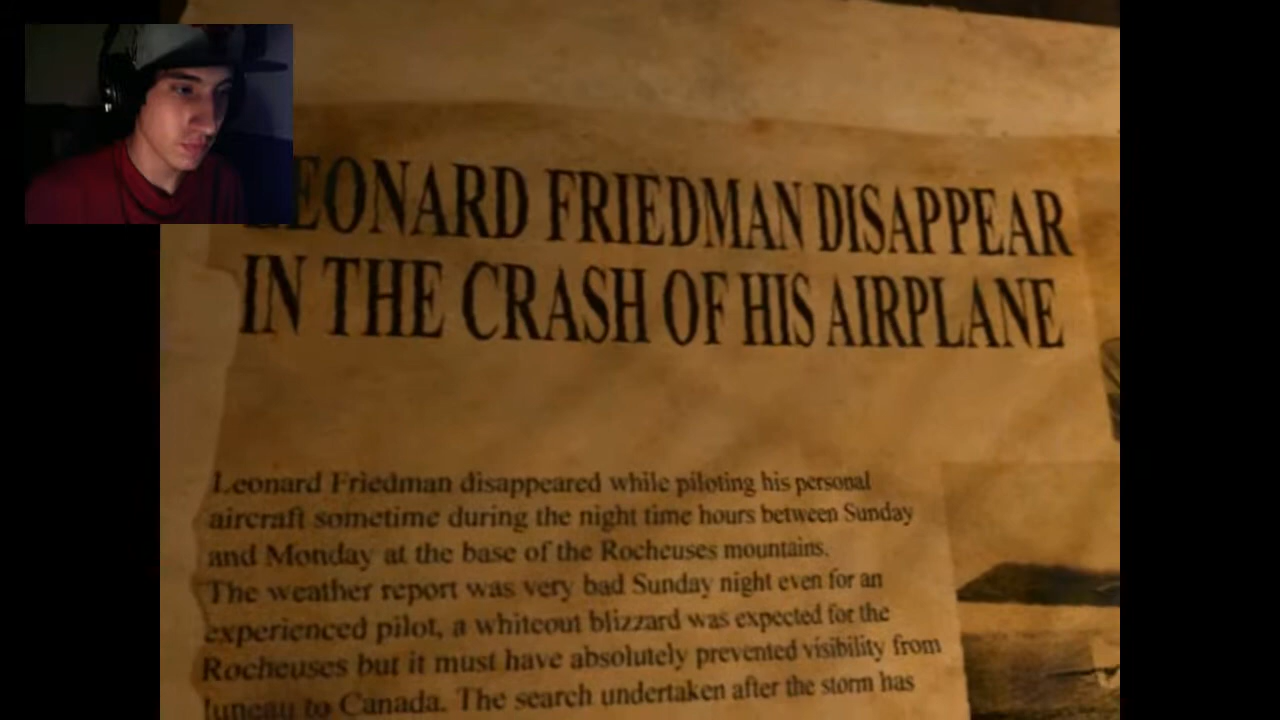 LEONARD FRIEDMAN DISAPPEAR
IN THE CRASH OF HIS AIRPLANE
Leonard Friedman disappeared while piloting his personal
aircraft sometime during the night time hours between Sunday
and Monday at the base of the Rocheuses mountains.
The weather report was very bad Sunday night even for an
experienced pilot, a whiteout blizzard was expected for the
Rocheuses but it must have absolutely prevented visibility from
Juneau to Canada. The search undertaken after the storm has